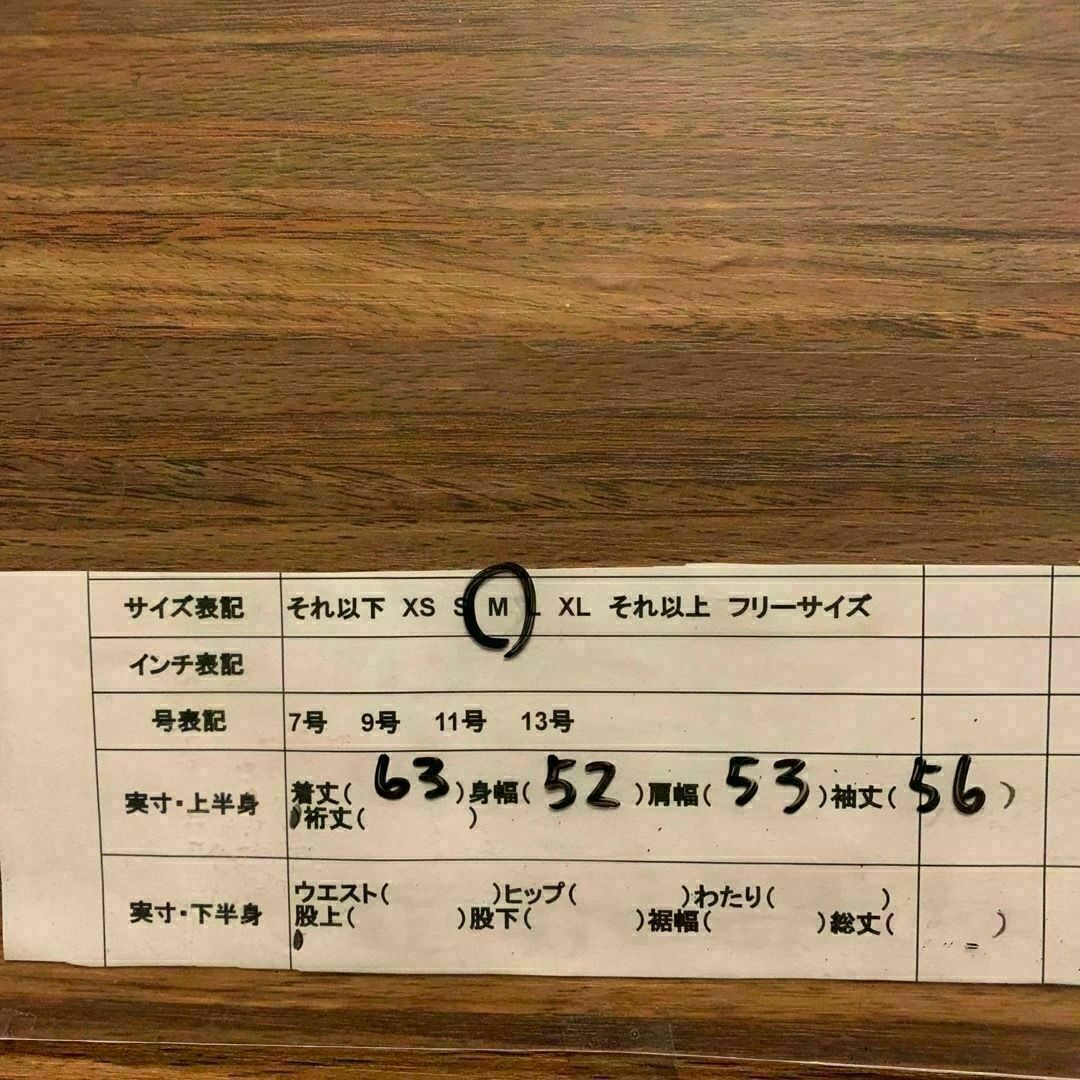 サイズ表記 それ以下 XS S M L XL それ以上 フリーサイズ
インチ表記
号表記 7号 9号 11号 13号
実寸・上半身 着丈( 63 )身幅( 52 )肩幅( 53 )袖丈( 56 )
裄丈( )
実寸・下半身 ウエスト( )ヒップ( )わたり( )
股上( )股下( )裾幅( )総丈( )